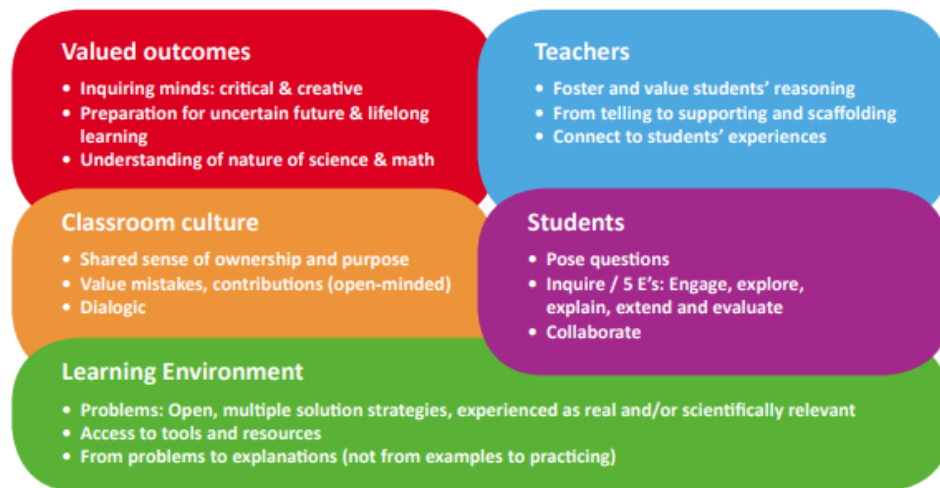 Valued outcomes
• Inquiring minds: critical & creative
• Preparation for uncertain future & lifelong
learning
• Understanding of nature of science & math
Teachers
• Foster and value students’ reasoning
• From telling to supporting and scaffolding
• Connect to students’ experiences
Classroom culture
• Shared sense of ownership and purpose
• Value mistakes, contributions (open-minded)
• Dialogic
Students
• Pose questions
• Inquire / 5 E’s: Engage, explore,
explain, extend and evaluate
• Collaborate
Learning Environment
• Problems: Open, multiple solution strategies, experienced as real and/or scientifically relevant
• Access to tools and resources
• From problems to explanations (not from examples to practicing)